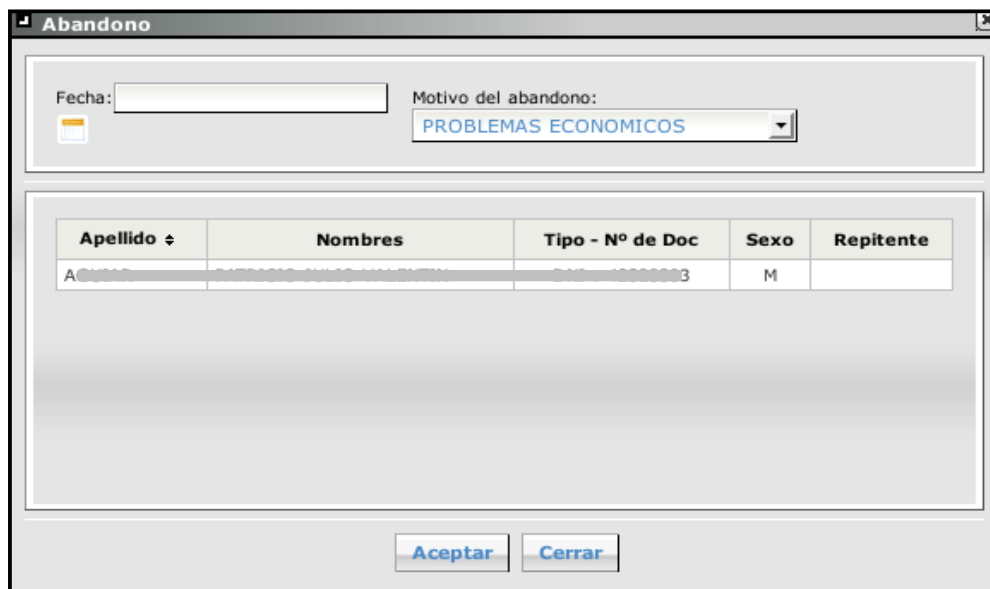 Abandono
Fecha:
Motivo del abandono:
PROBLEMAS ECONOMICOS
Apellido Nombres Tipo - Nº de Doc Sexo Repitente
M
Aceptar Cerrar